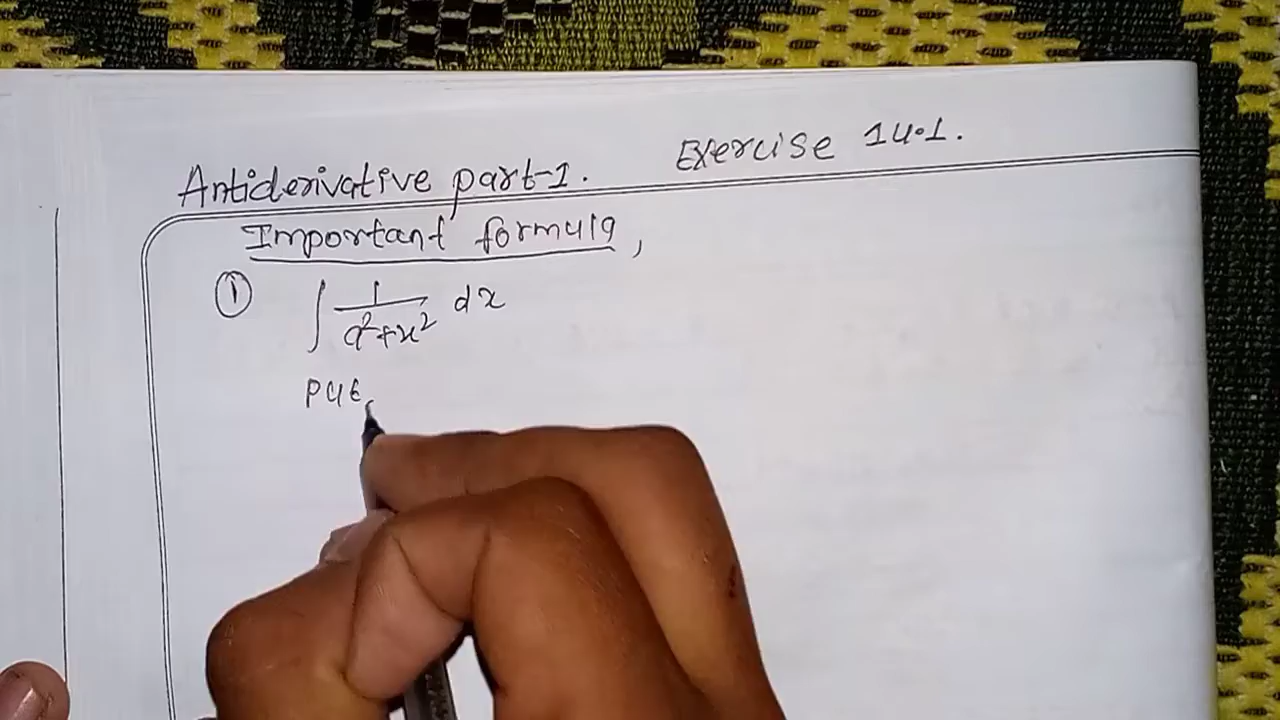 Antiderivative part-1. Exercise 14.1.
Important formula,
① ∫ 1/(a²+x²) dx
put,